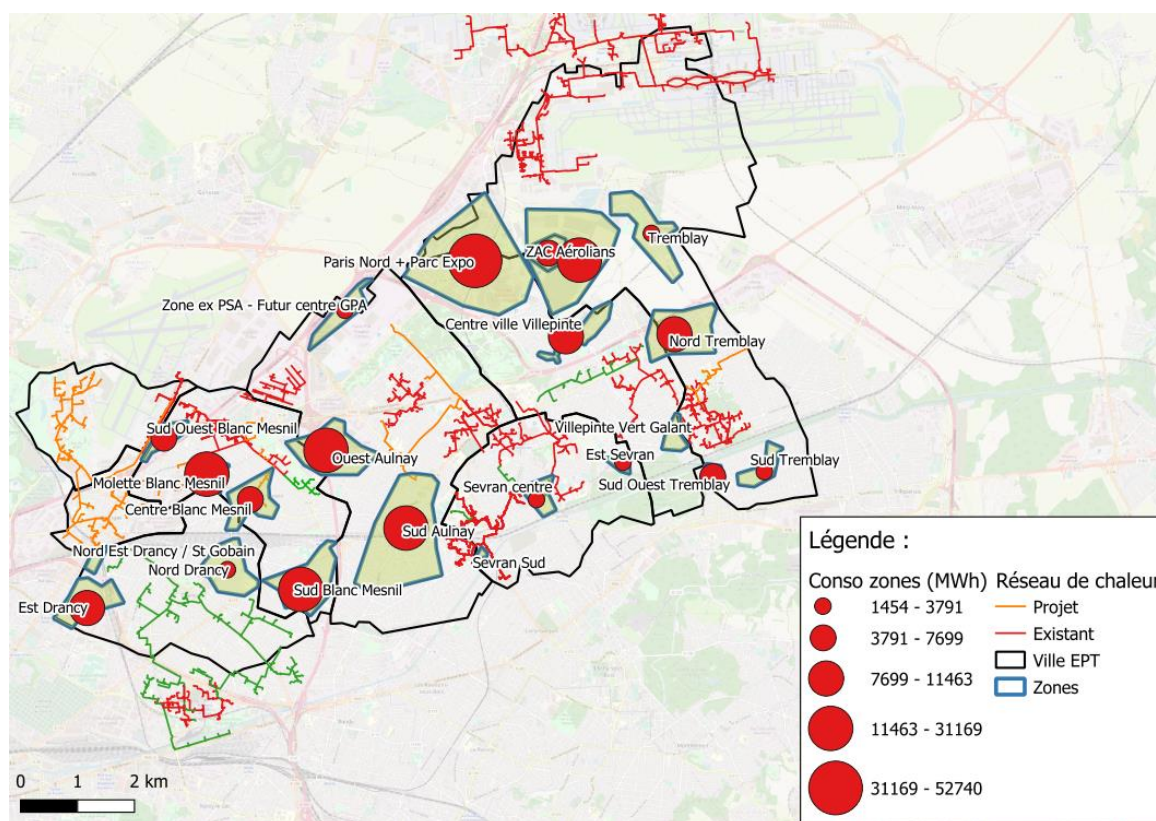 Paris Nord + Parc Expo
ZAC Aérolians
Tremblay
Zone ex PSA - Futur centre GPA
Centre ville Villepinte
Nord Tremblay
Sud Ouest Blanc Mesnil
Ouest Aulnay
Villepinte Vert Galant
Est Sevran
Sud Tremblay
Molette Blanc Mesnil
Sevran centre
Sud Ouest Tremblay
Centre Blanc Mesnil
Sud Aulnay
Nord Est Drancy / St Gobain
Nord Drancy
Sevran Sud
Sud Blanc Mesnil
Est Drancy
Légende :
Conso zones (MWh)
1454 - 3791
3791 - 7699
7699 - 11463
11463 - 31169
31169 - 52740
Réseau de chaleur
Projet
Existant
Ville EPT
Zones
0 1 2 km